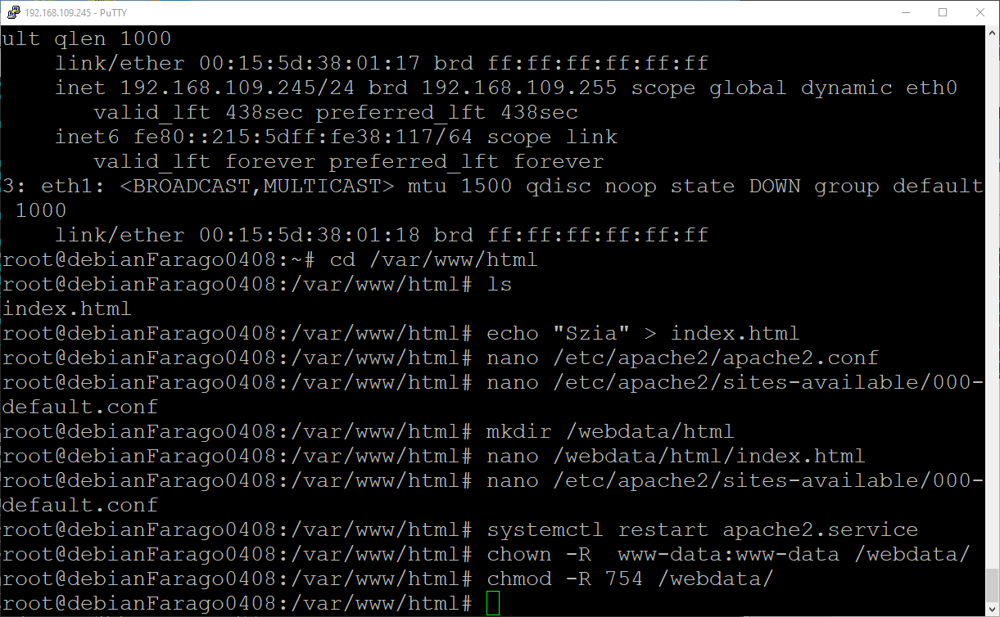 192.168.109.245 - PuTTY
ult qlen 1000
    link/ether 00:15:5d:38:01:17 brd ff:ff:ff:ff:ff:ff
    inet 192.168.109.245/24 brd 192.168.109.255 scope global dynamic eth0
       valid_lft 438sec preferred_lft 438sec
    inet6 fe80::215:5dff:fe38:117/64 scope link
       valid_lft forever preferred_lft forever
3: eth1: <BROADCAST,MULTICAST> mtu 1500 qdisc noop state DOWN group default
 1000
    link/ether 00:15:5d:38:01:18 brd ff:ff:ff:ff:ff:ff
root@debianFarago0408:~# cd /var/www/html
root@debianFarago0408:/var/www/html# ls
index.html
root@debianFarago0408:/var/www/html# echo "Szia" > index.html
root@debianFarago0408:/var/www/html# nano /etc/apache2/apache2.conf
root@debianFarago0408:/var/www/html# nano /etc/apache2/sites-available/000-
default.conf
root@debianFarago0408:/var/www/html# mkdir /webdata/html
root@debianFarago0408:/var/www/html# nano /webdata/html/index.html
root@debianFarago0408:/var/www/html# nano /etc/apache2/sites-available/000-
default.conf
root@debianFarago0408:/var/www/html# systemctl restart apache2.service
root@debianFarago0408:/var/www/html# chown -R  www-data:www-data /webdata/
root@debianFarago0408:/var/www/html# chmod -R 754 /webdata/
root@debianFarago0408:/var/www/html#